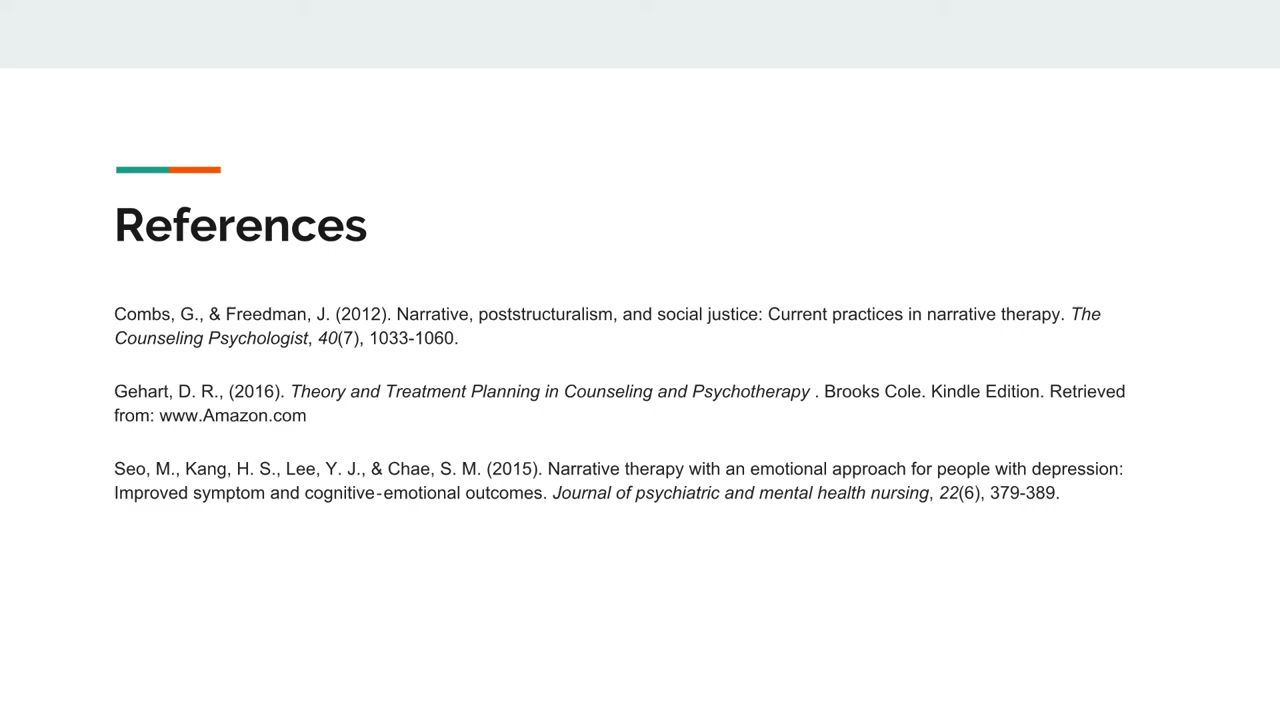 References
Combs, G., & Freedman, J. (2012). Narrative, poststructuralism, and social justice: Current practices in narrative therapy. The
Counseling Psychologist, 40(7), 1033-1060.
Gehart, D. R., (2016). Theory and Treatment Planning in Counseling and Psychotherapy . Brooks Cole. Kindle Edition. Retrieved
from: www.Amazon.com
Seo, M., Kang, H. S., Lee, Y. J., & Chae, S. M. (2015). Narrative therapy with an emotional approach for people with depression:
Improved symptom and cognitive-emotional outcomes. Journal of psychiatric and mental health nursing, 22(6), 379-389.